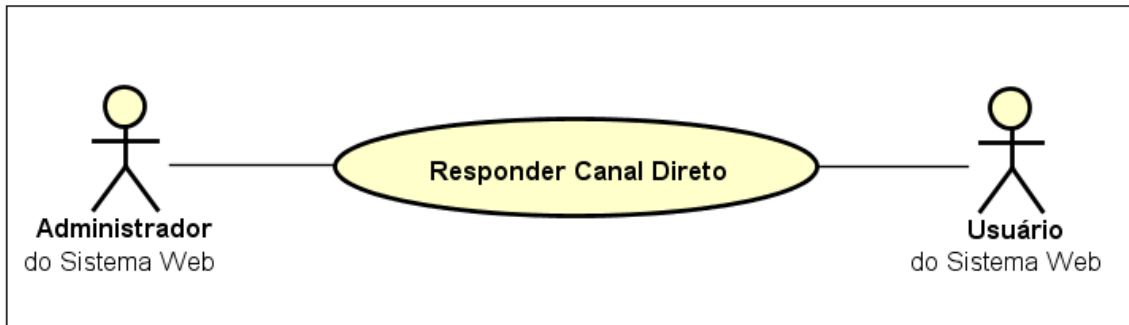 Responder Canal Direto
Administrador
do Sistema Web
Usuário
do Sistema Web